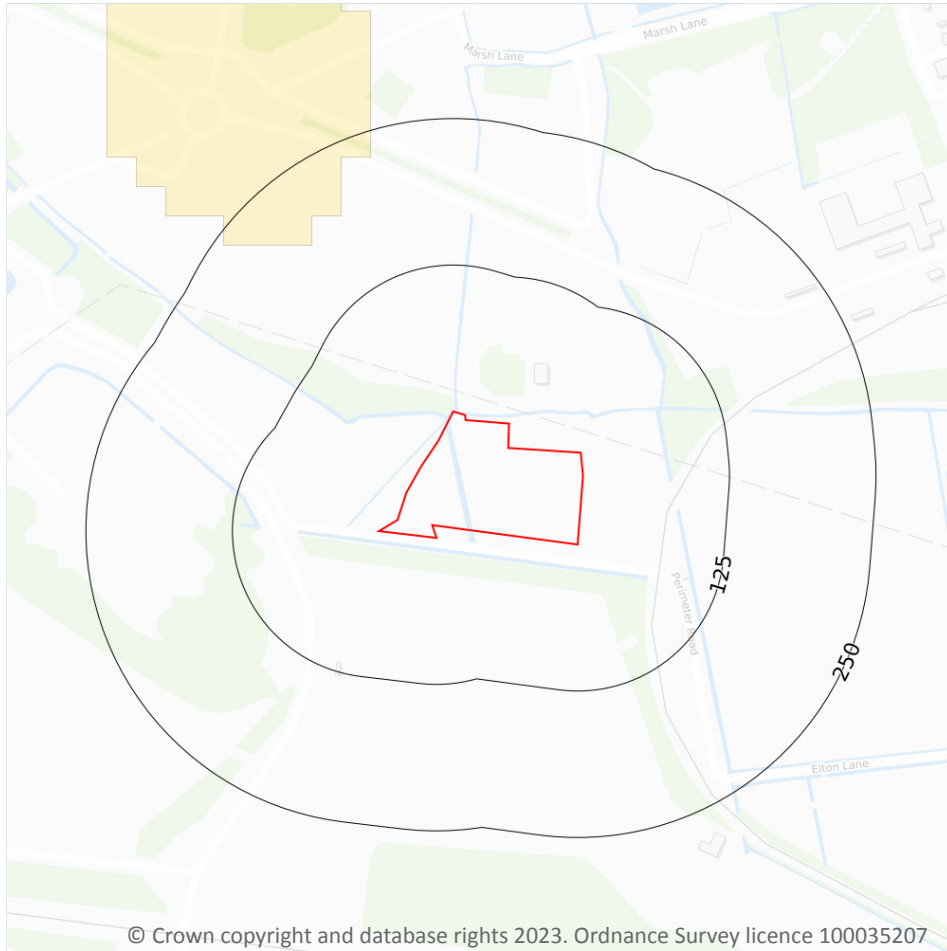 Marsh Lane
Marsh Lane
125
Perimeter Road
250
Elton Lane
© Crown copyright and database rights 2023. Ordnance Survey licence 100035207